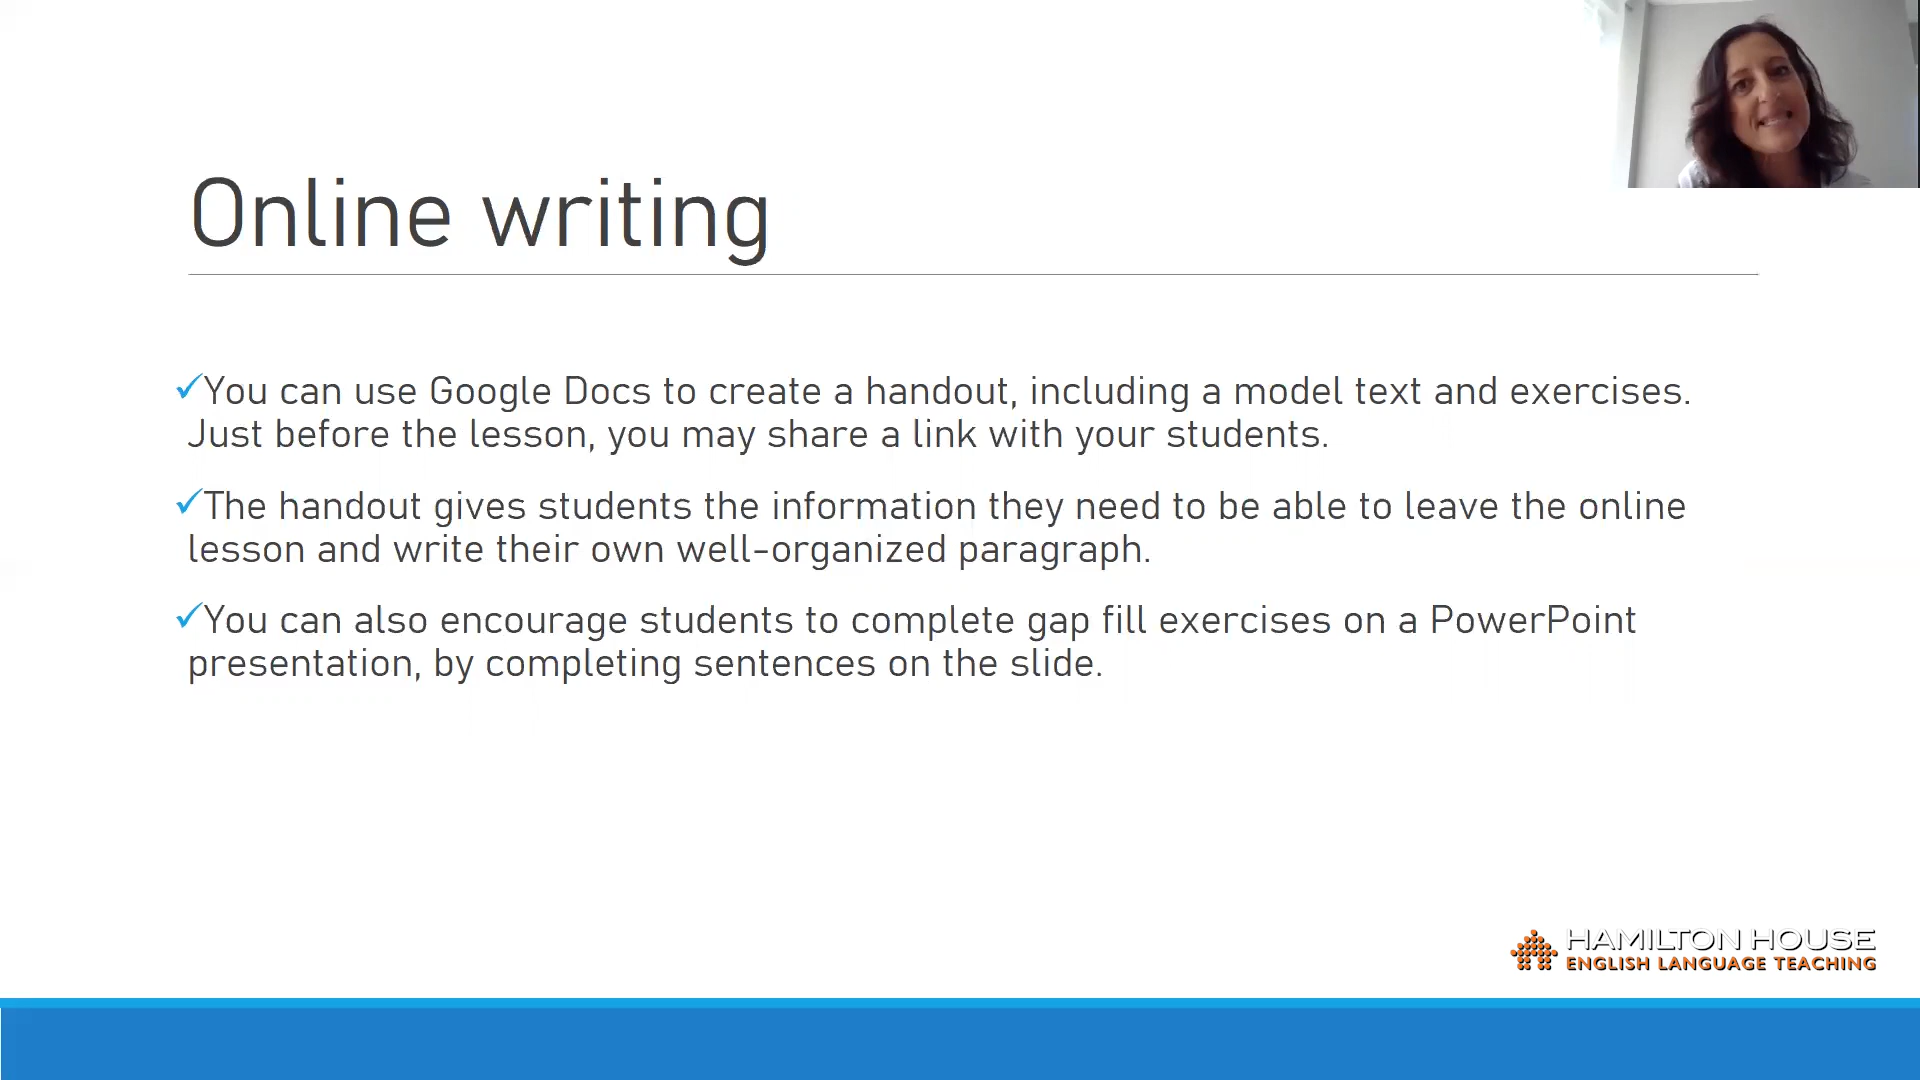 Online writing
✓You can use Google Docs to create a handout, including a model text and exercises.
Just before the lesson, you may share a link with your students.
✓The handout gives students the information they need to be able to leave the online
lesson and write their own well-organized paragraph.
✓You can also encourage students to complete gap fill exercises on a PowerPoint
presentation, by completing sentences on the slide.
HAMILTON HOUSE
ENGLISH LANGUAGE TEACHING